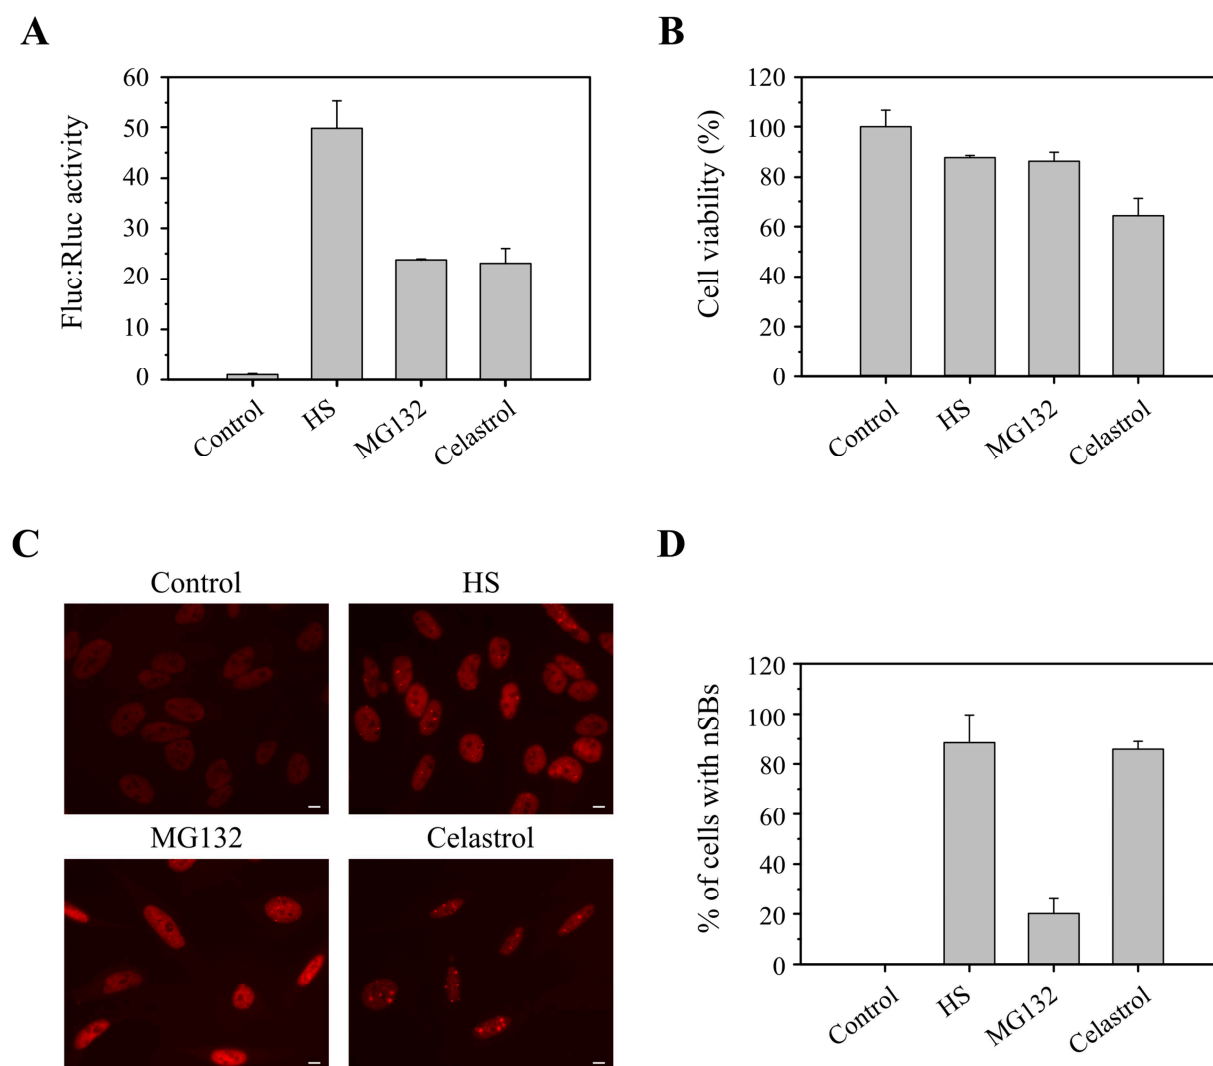 A
Fluc:Rluc activity
60
50
40
30
20
10
0
Control
HS
MG132
Celastrol
B
Cell viability (%)
120
100
80
60
40
20
0
Control
HS
MG132
Celastrol
C
Control
HS
MG132
Celastrol
D
% of cells with nSBs
120
100
80
60
40
20
0
Control
HS
MG132
Celastrol